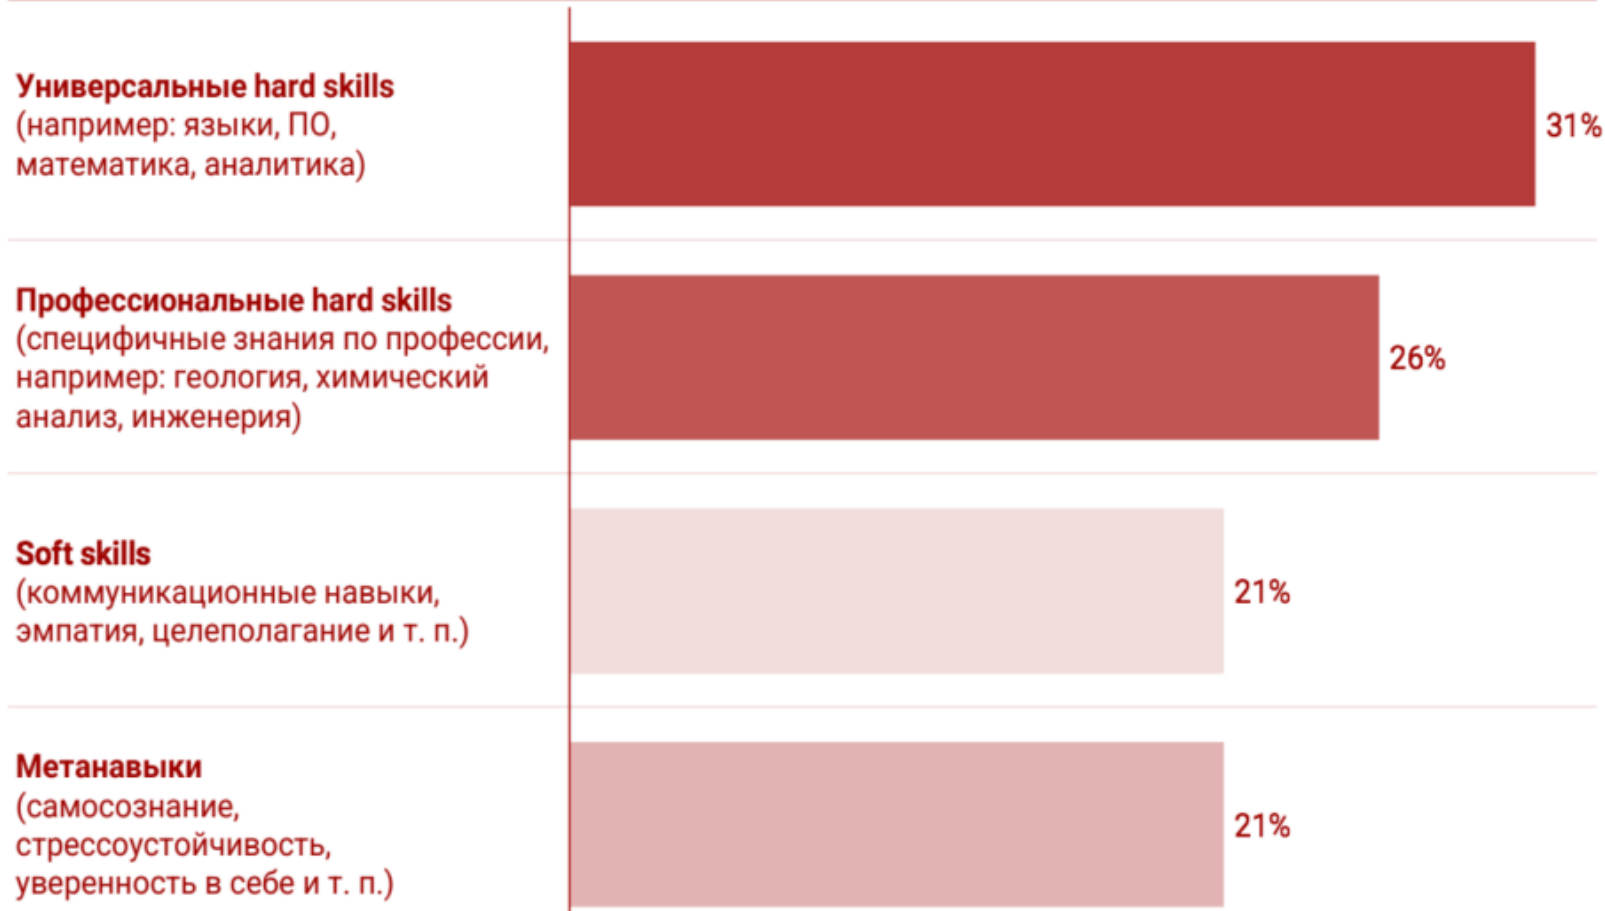 Универсальные hard skills
(например: языки, ПО,
математика, аналитика)
31%
Профессиональные hard skills
(специфичные знания по профессии,
например: геология, химический
анализ, инженерия)
26%
Soft skills
(коммуникационные навыки,
эмпатия, целеполагание и т. п.)
21%
Метанавыки
(самосознание,
стрессоустойчивость,
уверенность в себе и т. п.)
21%